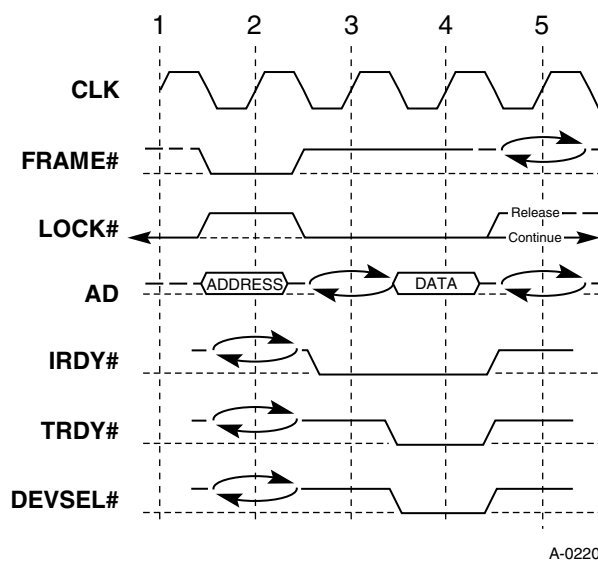 1 2 3 4 5
CLK
FRAME#
LOCK#
Release
Continue
AD
ADDRESS
DATA
IRDY#
TRDY#
DEVSEL#
A-0220